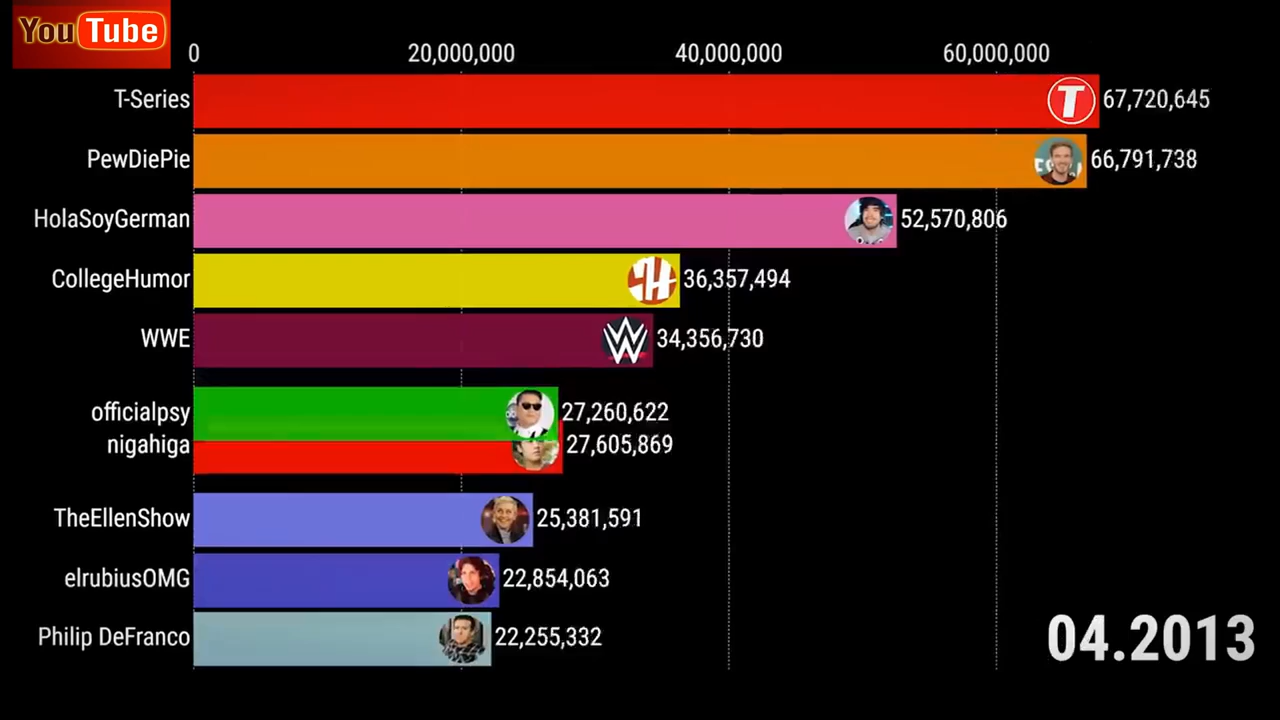 YouTube
0 20,000,000 40,000,000 60,000,000
T-Series 67,720,645
PewDiePie 66,791,738
HolaSoyGerman 52,570,806
CollegeHumor 36,357,494
WWE 34,356,730
officialpsy 27,260,622
nigahiga 27,605,869
TheEllenShow 25,381,591
elrubiusOMG 22,854,063
Philip DeFranco 22,255,332
04.2013